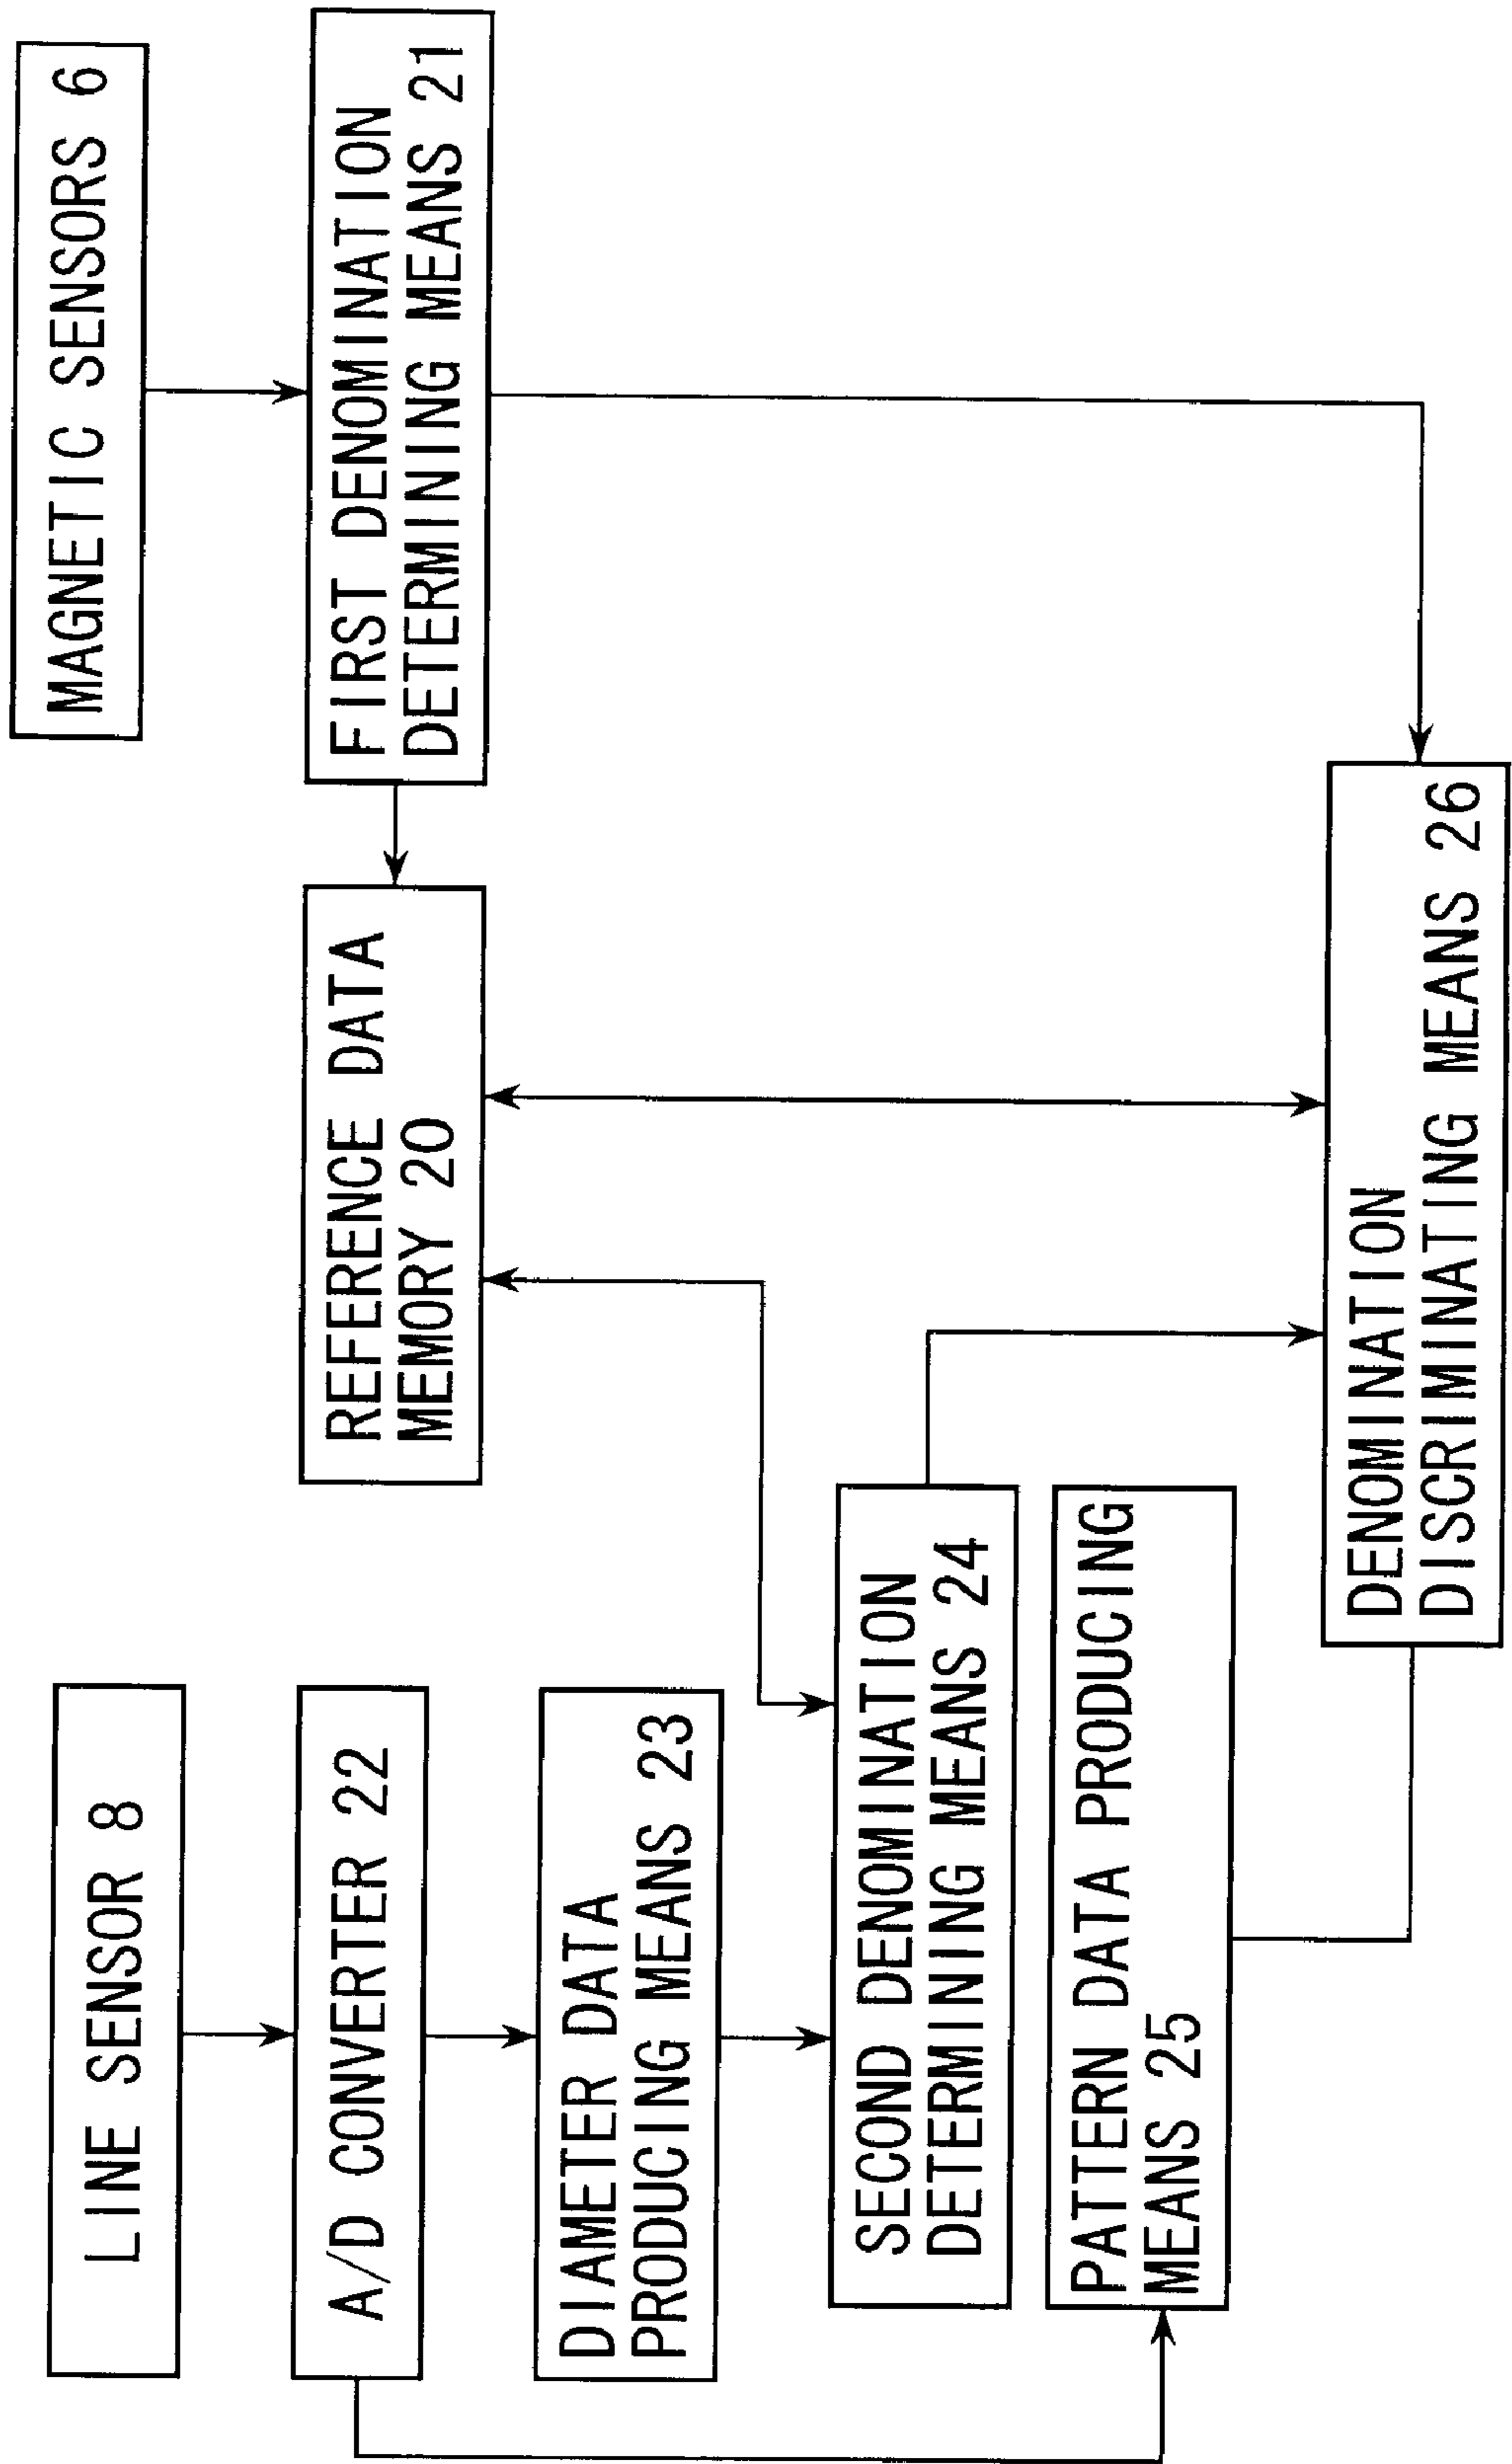 LINE SENSOR 8
A/D CONVERTER 22
DIAMETER DATA
PRODUCING MEANS 23
SECOND DENOMINATION
DETERMINING MEANS 24
PATTERN DATA PRODUCING
MEANS 25
REFERENCE DATA
MEMORY 20
MAGNETIC SENSORS 6
FIRST DENOMINATION
DETERMINING MEANS 21
DENOMINATION
DISCRIMINATING MEANS 26